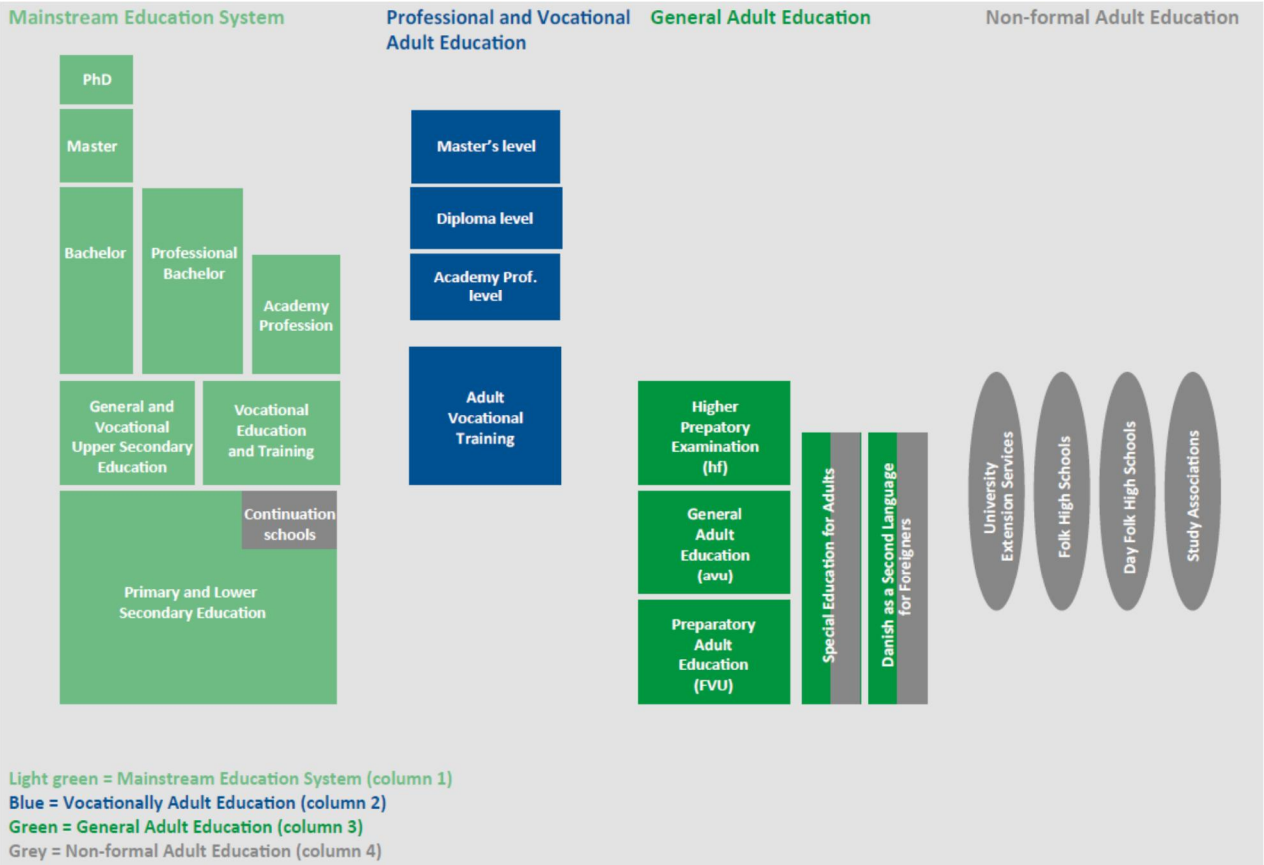 Mainstream Education System
Professional and Vocational
Adult Education
General Adult Education
Non-formal Adult Education
PhD
Master
Bachelor
Professional
Bachelor
Academy
Profession
General and
Vocational
Upper Secondary
Education
Vocational
Education
and Training
Continuation
schools
Primary and Lower
Secondary Education
Master's level
Diploma level
Academy Prof.
level
Adult
Vocational
Training
Higher
Prepatory
Examination
(hf)
General
Adult
Education
(avu)
Preparatory
Adult
Education
(FVU)
Special Education for Adults
Danish as a Second Language
for Foreigners
University
Extension Services
Folk High Schools
Day Folk High Schools
Study Associations
Light green = Mainstream Education System (column 1)
Blue = Vocationally Adult Education (column 2)
Green = General Adult Education (column 3)
Grey = Non-formal Adult Education (column 4)